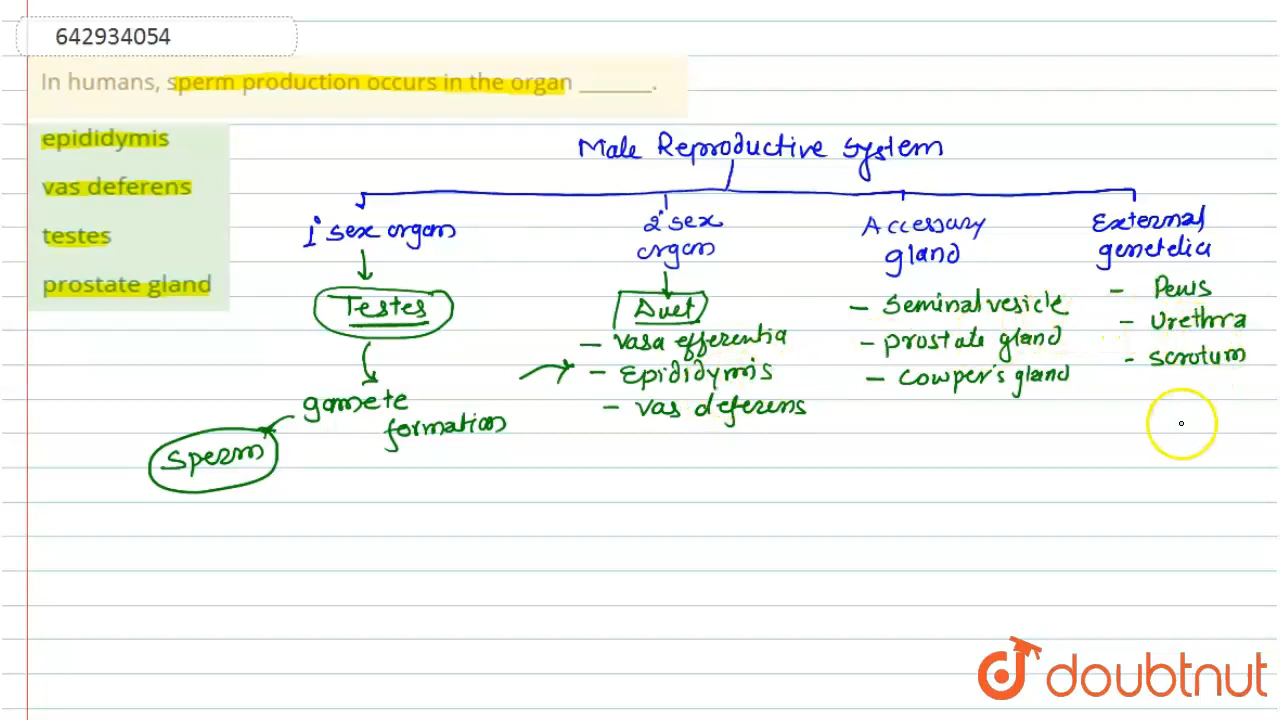 642934054
In humans, sperm production occurs in the organ _______.
epididymis
vas deferens
testes
prostate gland
Male Reproductive System
1° sex organ
2° sex organ
Accessary gland
External genetelia
Testes
gamete formation
Sperm
Duct
- Vasa efferentia
- Epididymis
- Vas deferens
- Seminal vesicle
- prostate gland
- Cowper's gland
- Penis
- Urethra
- Scrotum
doubtnut